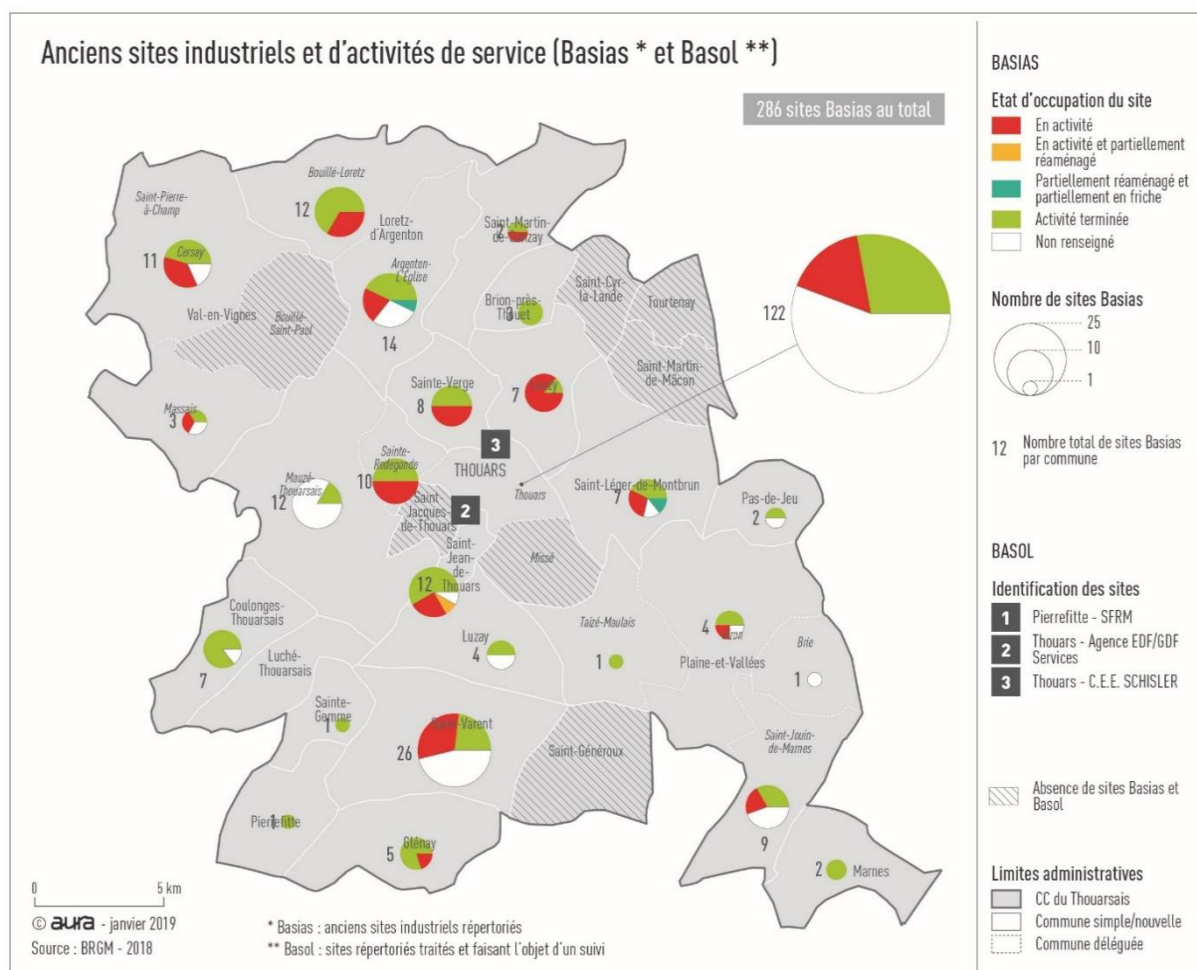 Anciens sites industriels et d'activités de service (Basias * et Basol **)
286 sites Basias au total
Bouillé-Loretz
12
Saint-Pierre-
à-Champ
Loretz-
d'Argenton
Saint-Martin-
de-Sanzay
2
Cersay
11
Argenton-
L'Église
14
Saint-Cyr-
la-Lande
Tourtenay
Brion-près-
Thouet
3
Val-en-Vignes
Bouillé-
Saint-Paul
122
Saint-Martin-
de-Mâcon
Sainte-Verge
8
7
Massais
3
3
THOUARS
Sainte-
Radegonde
10
Thouars
Mauzé-
Thouarsais
12
Saint-Léger-de-Montbrun
7
Pas-de-Jeu
2
Saint-
Jacques-
de-Thouars
2
Saint-
Jean-
de-
Thouars
12
Missé
Coulonges-
Thouarsais
7
Luché-
Thouarsais
Luzay
4
Taizé-Maulais
1
4
Plaine-et-Vallées
Brie
1
Sainte-
Gemme
1
Saint-Varent
26
Saint-Généroux
Saint-Jouin-
de-Marnes
9
Pierrefitte
1
Glénay
5
2
Marnes
0 5 km
© aura - janvier 2019
Source : BRGM - 2018
* Basias : anciens sites industriels répertoriés
** Basol : sites répertoriés traités et faisant l'objet d'un suivi
BASIAS
Etat d'occupation du site
En activité
En activité et partiellement
réaménagé
Partiellement réaménagé et
partiellement en friche
Activité terminée
Non renseigné
Nombre de sites Basias
25
10
1
12 Nombre total de sites Basias
par commune
BASOL
Identification des sites
1 Pierrefitte - SFRM
2 Thouars - Agence EDF/GDF
Services
3 Thouars - C.E.E. SCHISLER
Absence de sites Basias et
Basol
Limites administratives
CC du Thouarsais
Commune simple/nouvelle
Commune déléguée